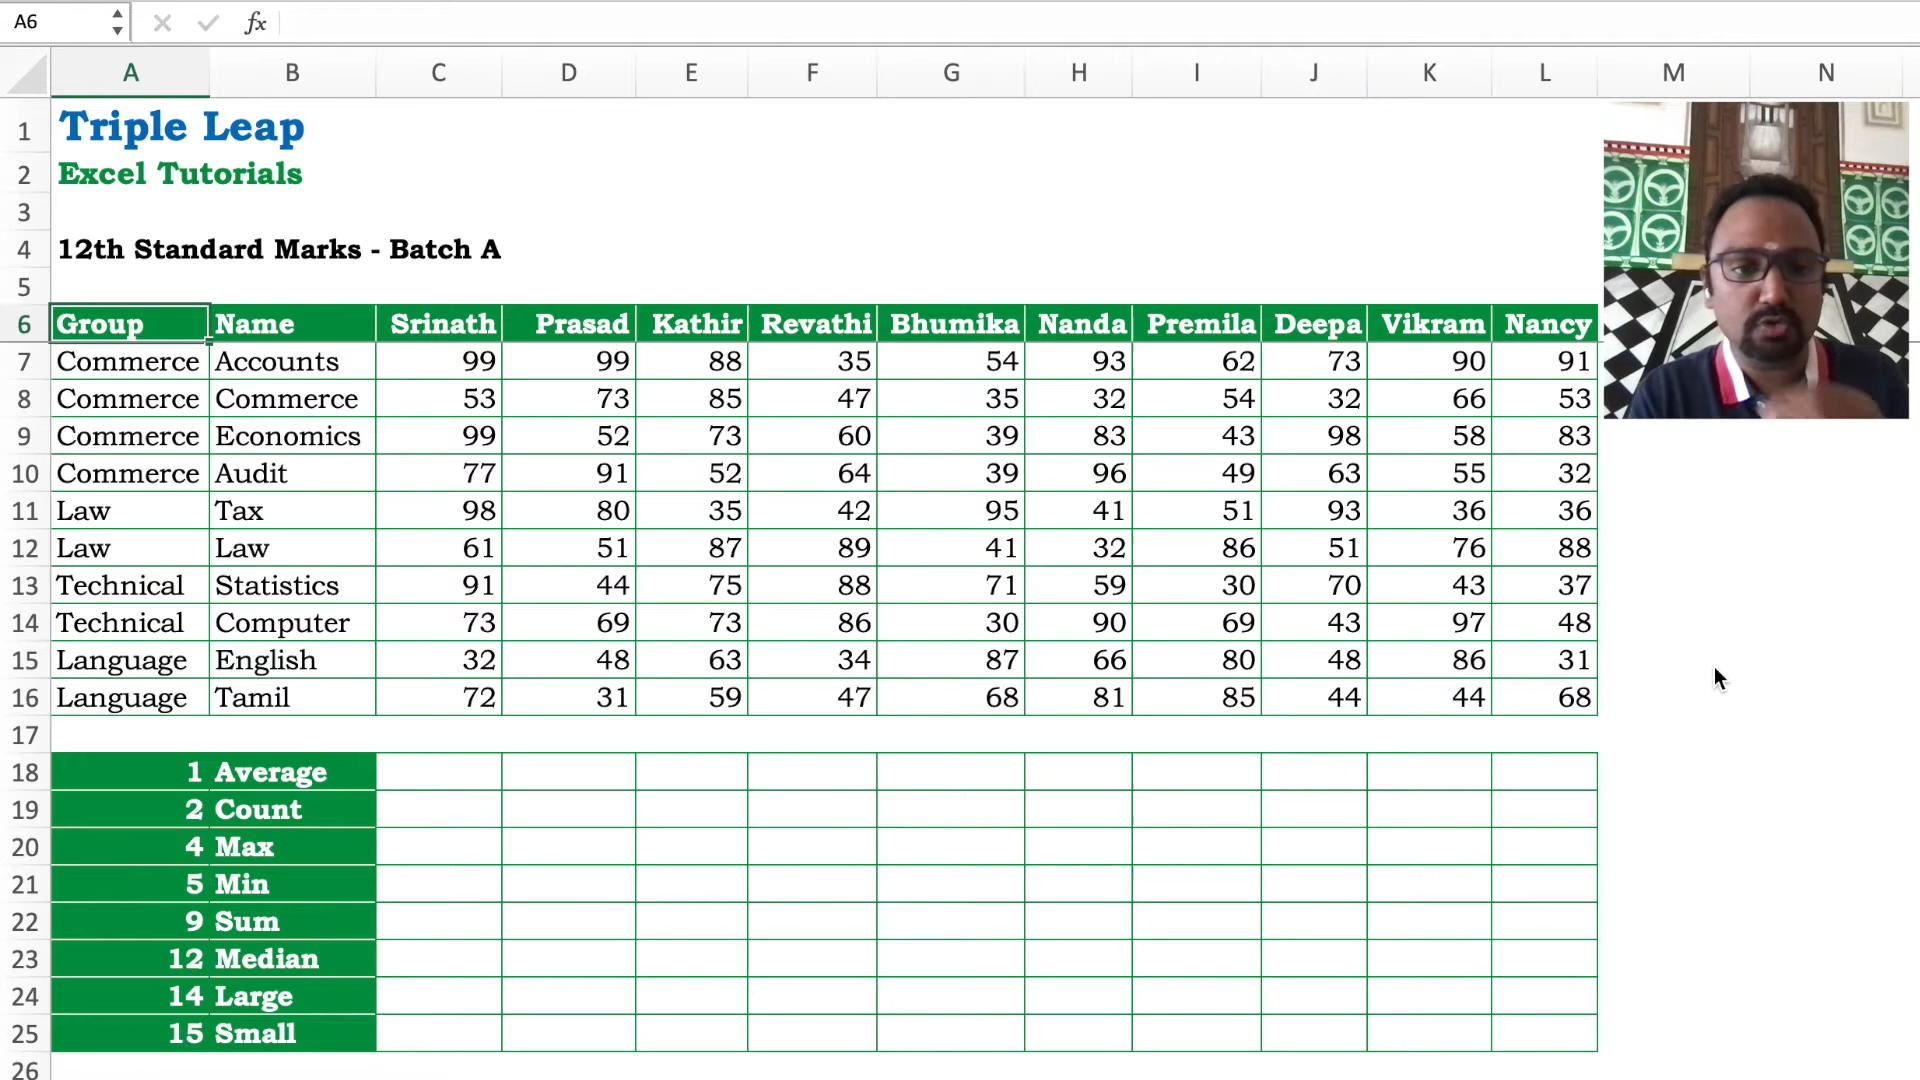 A6 fx
A B C D E F G H I J K L M N
1 Triple Leap
2 Excel Tutorials
3
4 12th Standard Marks - Batch A
5
6 Group Name Srinath Prasad Kathir Revathi Bhumika Nanda Premila Deepa Vikram Nancy
7 Commerce Accounts 99 99 88 35 54 93 62 73 90 91
8 Commerce Commerce 53 73 85 47 35 32 54 32 66 53
9 Commerce Economics 99 52 73 60 39 83 43 98 58 83
10 Commerce Audit 77 91 52 64 39 96 49 63 55 32
11 Law Tax 98 80 35 42 95 41 51 93 36 36
12 Law Law 61 51 87 89 41 32 86 51 76 88
13 Technical Statistics 91 44 75 88 71 59 30 70 43 37
14 Technical Computer 73 69 73 86 30 90 69 43 97 48
15 Language English 32 48 63 34 87 66 80 48 86 31
16 Language Tamil 72 31 59 47 68 81 85 44 44 68
17
18 1 Average
19 2 Count
20 4 Max
21 5 Min
22 9 Sum
23 12 Median
24 14 Large
25 15 Small
26